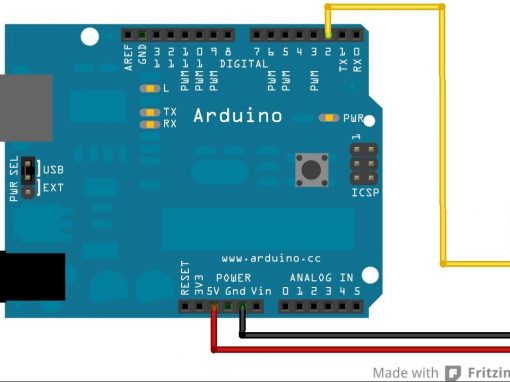 AREF
GND
13
12
11
10
9
8
7
6
5
4
3
2
1
0
PWM
PWM
PWM
PWM
PWM
PWM
TX
RX
DIGITAL
L
TX
RX
Arduino
PWR
1
ICSP
PWR SEL
USB
EXT
www.arduino.cc
RESET
3V3
5V Gnd Vin
POWER
ANALOG IN
0 1 2 3 4 5
Made with Fritzin